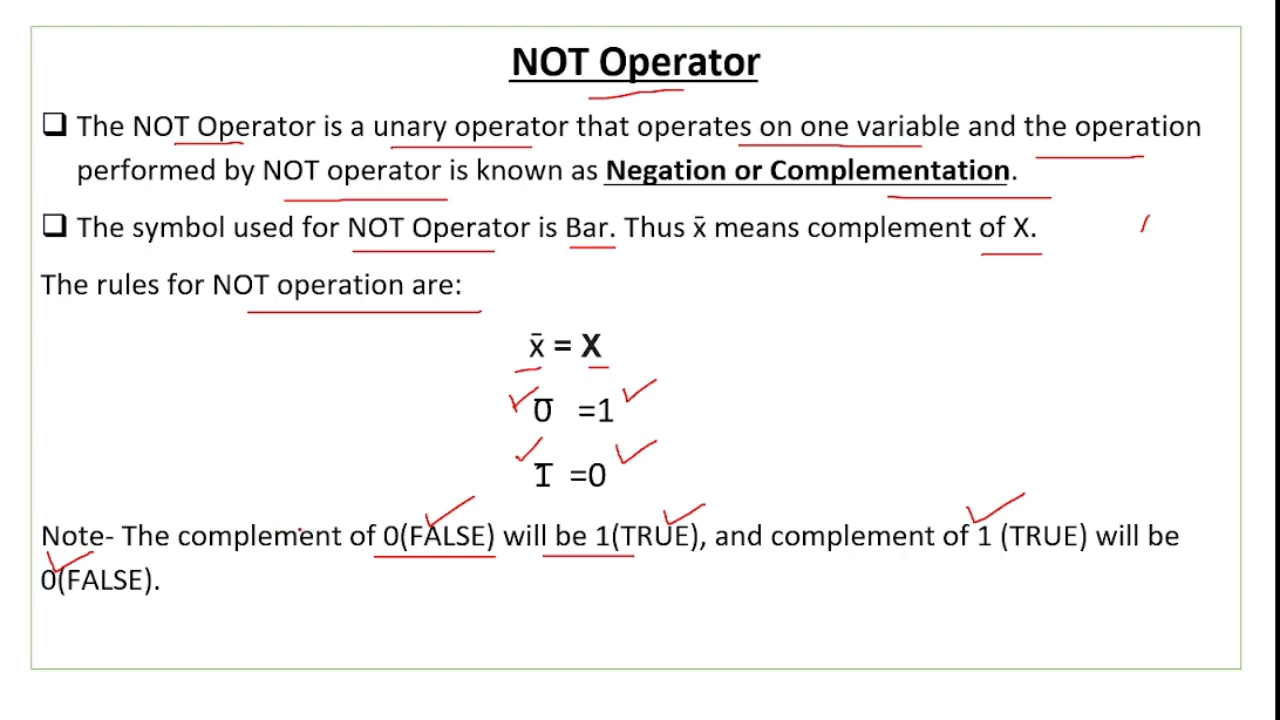 NOT Operator
❑ The NOT Operator is a unary operator that operates on one variable and the operation
performed by NOT operator is known as Negation or Complementation.
❑ The symbol used for NOT Operator is Bar. Thus x̄ means complement of X.
The rules for NOT operation are:
x̄ = X
0̅ =1
1̅ =0
Note- The complement of 0(FALSE) will be 1(TRUE), and complement of 1 (TRUE) will be
0(FALSE).